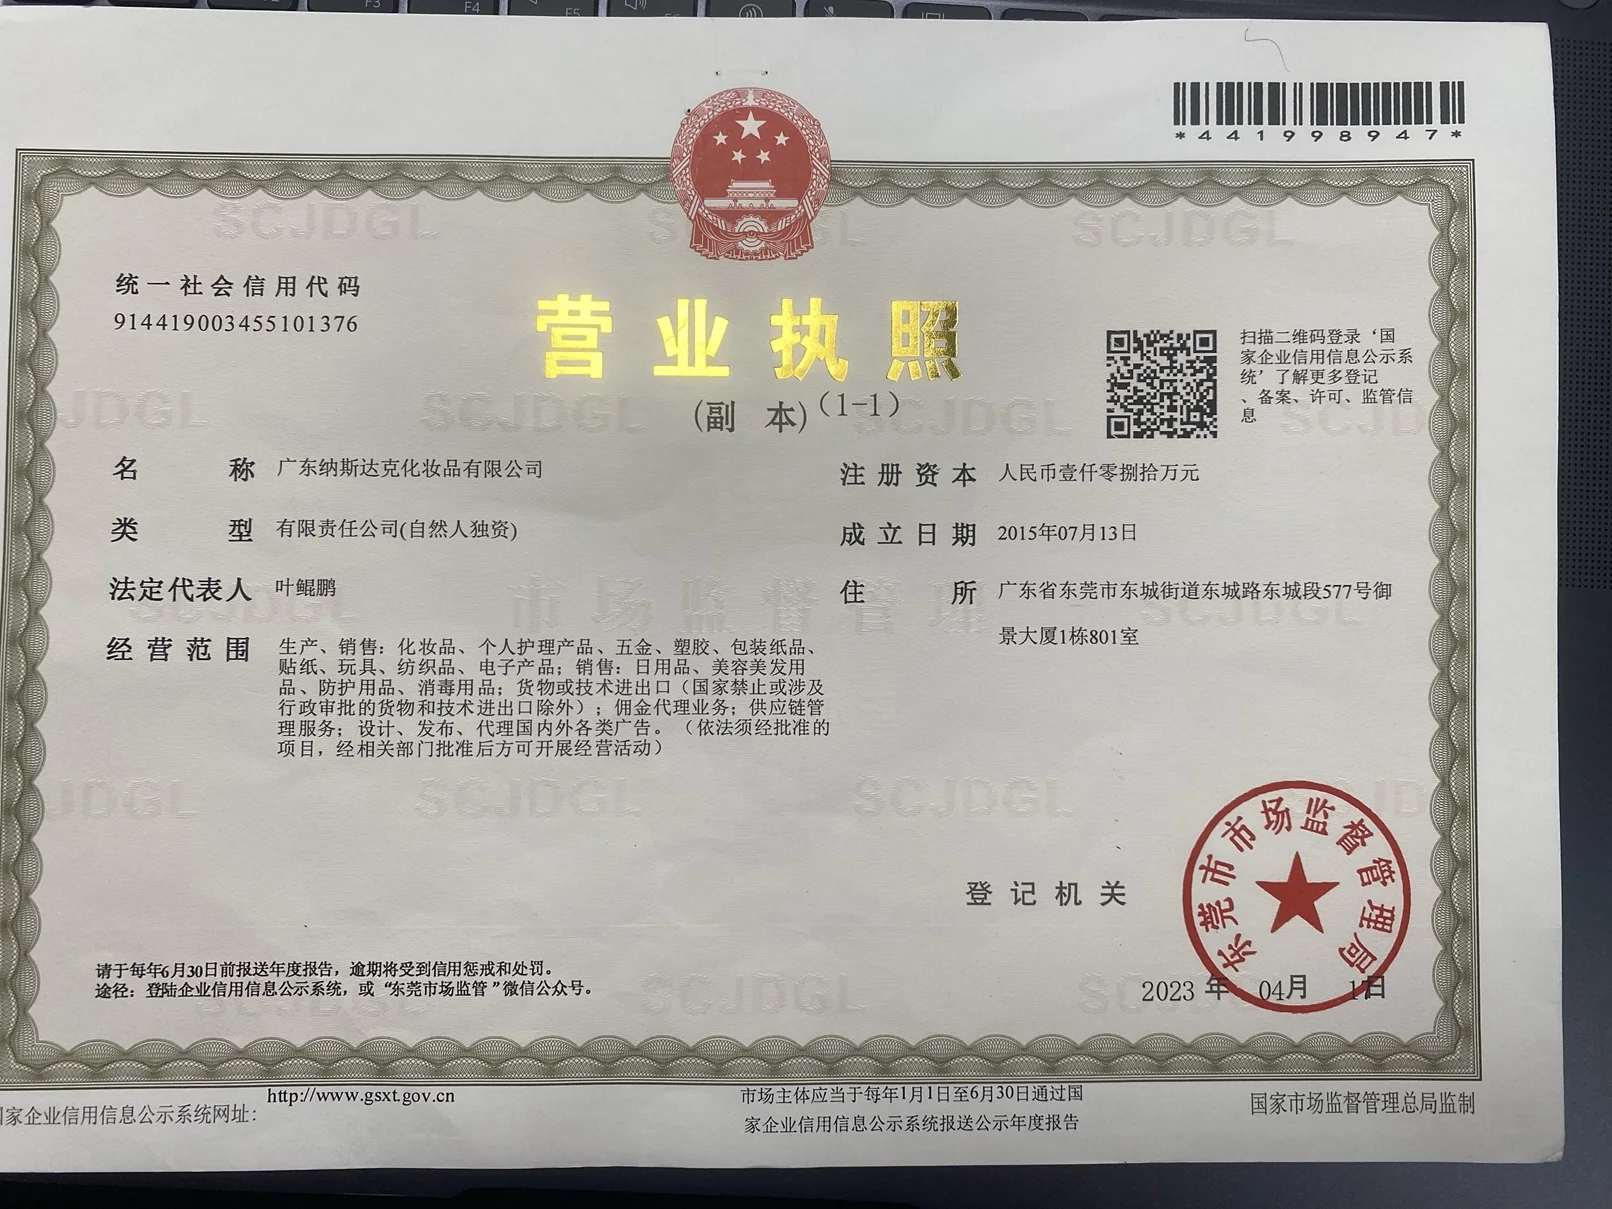 *441998947*
统一社会信用代码
914419003455101376
营业执照
(副 本)(1-1)
扫描二维码登录‘国
家企业信用信息公示系
统’了解更多登记
、备案、许可、监管信
息
名 称 广东纳斯达克化妆品有限公司
类 型 有限责任公司(自然人独资)
法定代表人 叶鲲鹏
经营范围 生产、销售：化妆品、个人护理产品、五金、塑胶、包装纸品、
贴纸、玩具、纺织品、电子产品；销售：日用品、美容美发用
品、防护用品、消毒用品；货物或技术进出口（国家禁止或涉及
行政审批的货物和技术进出口除外）；佣金代理业务；供应链管
理服务；设计、发布、代理国内外各类广告。（依法须经批准的
项目，经相关部门批准后方可开展经营活动）
注册资本 人民币壹仟零捌拾万元
成立日期 2015年07月13日
住 所 广东省东莞市东城街道东城路东城段577号御
景大厦1栋801室
登记机关
东莞市市场监督管理局
2023 年 04月 17日
请于每年6月30日前报送年度报告，逾期将受到信用惩戒和处罚。
途径：登陆企业信用信息公示系统，或“东莞市场监管”微信公众号。
国家企业信用信息公示系统网址：
http://www.gsxt.gov.cn
市场主体应当于每年1月1日至6月30日通过国
家企业信用信息公示系统报送公示年度报告
国家市场监督管理总局监制
SCJDGL
市场监督管理
F3
F4
F5